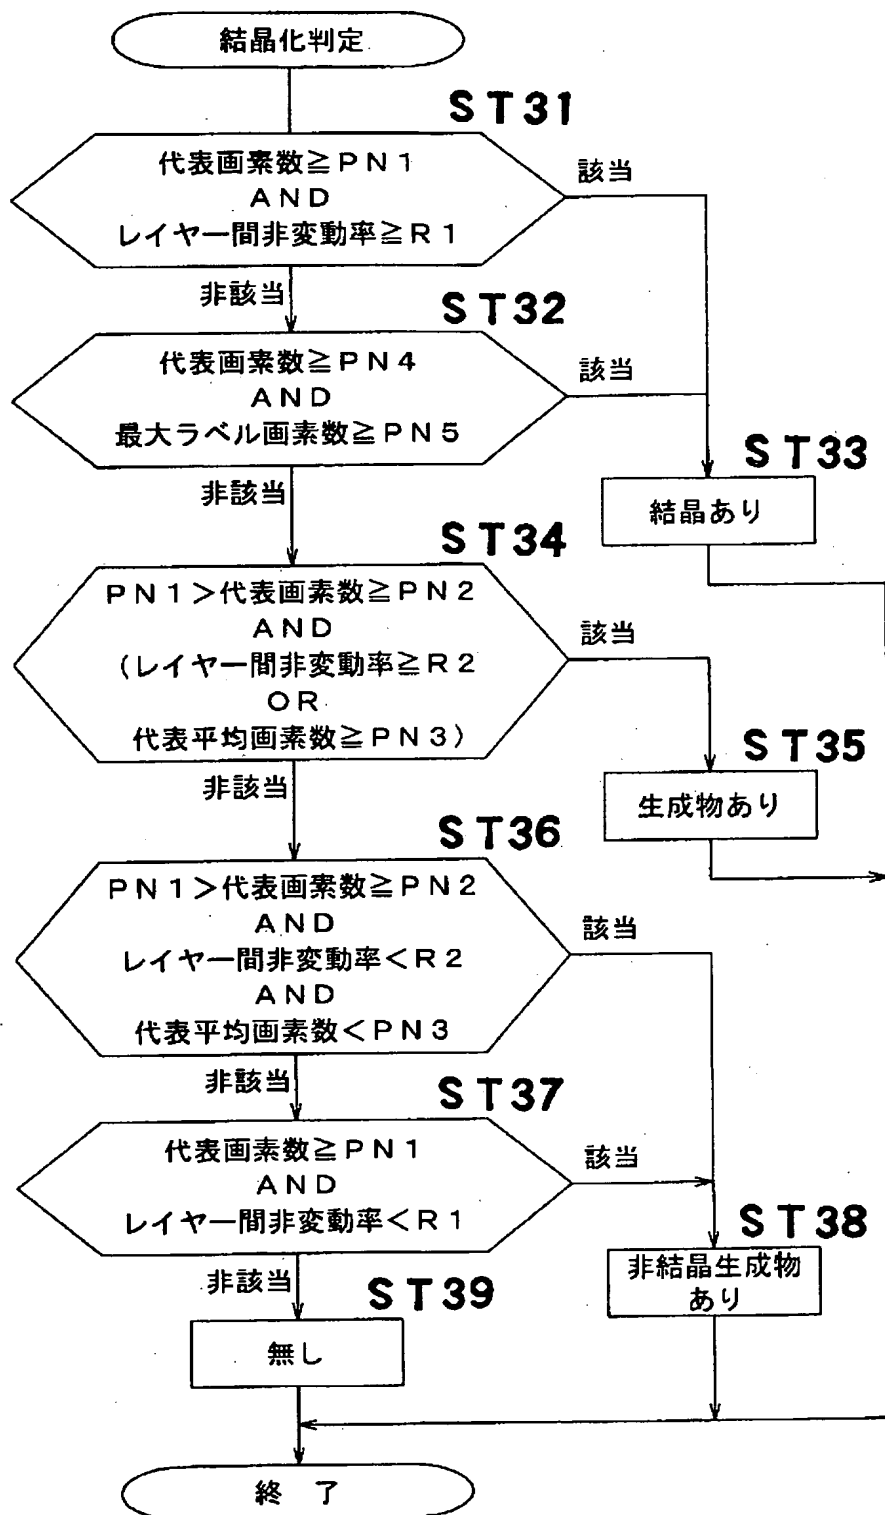 結晶化判定
ST31
代表画素数≧PN1
AND
レイヤー間非変動率≧R1
該当
非該当
ST32
代表画素数≧PN4
AND
最大ラベル画素数≧PN5
該当
非該当
ST33
結晶あり
ST34
PN1>代表画素数≧PN2
AND
(レイヤー間非変動率≧R2
OR
代表平均画素数≧PN3)
該当
非該当
ST35
生成物あり
ST36
PN1>代表画素数≧PN2
AND
レイヤー間非変動率<R2
AND
代表平均画素数<PN3
該当
非該当
ST37
代表画素数≧PN1
AND
レイヤー間非変動率<R1
該当
非該当
ST38
非結晶生成物
あり
ST39
無し
終 了